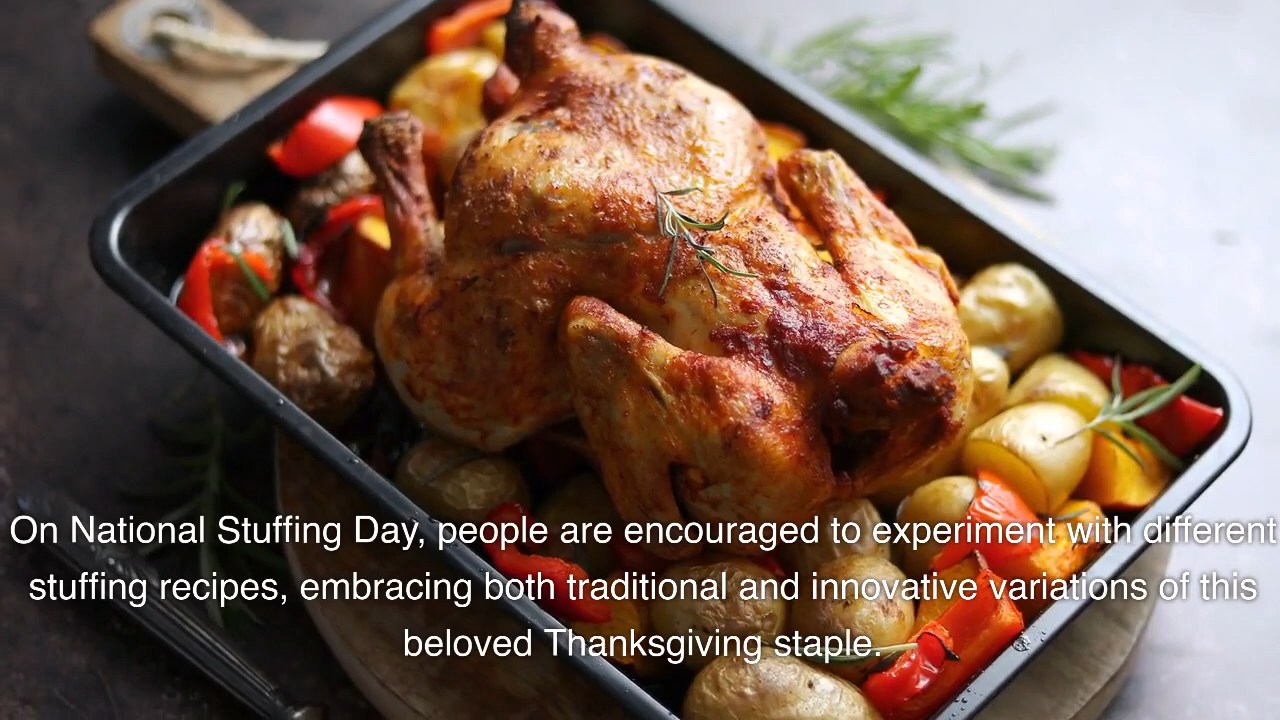 On National Stuffing Day, people are encouraged to experiment with different
stuffing recipes, embracing both traditional and innovative variations of this
beloved Thanksgiving staple.